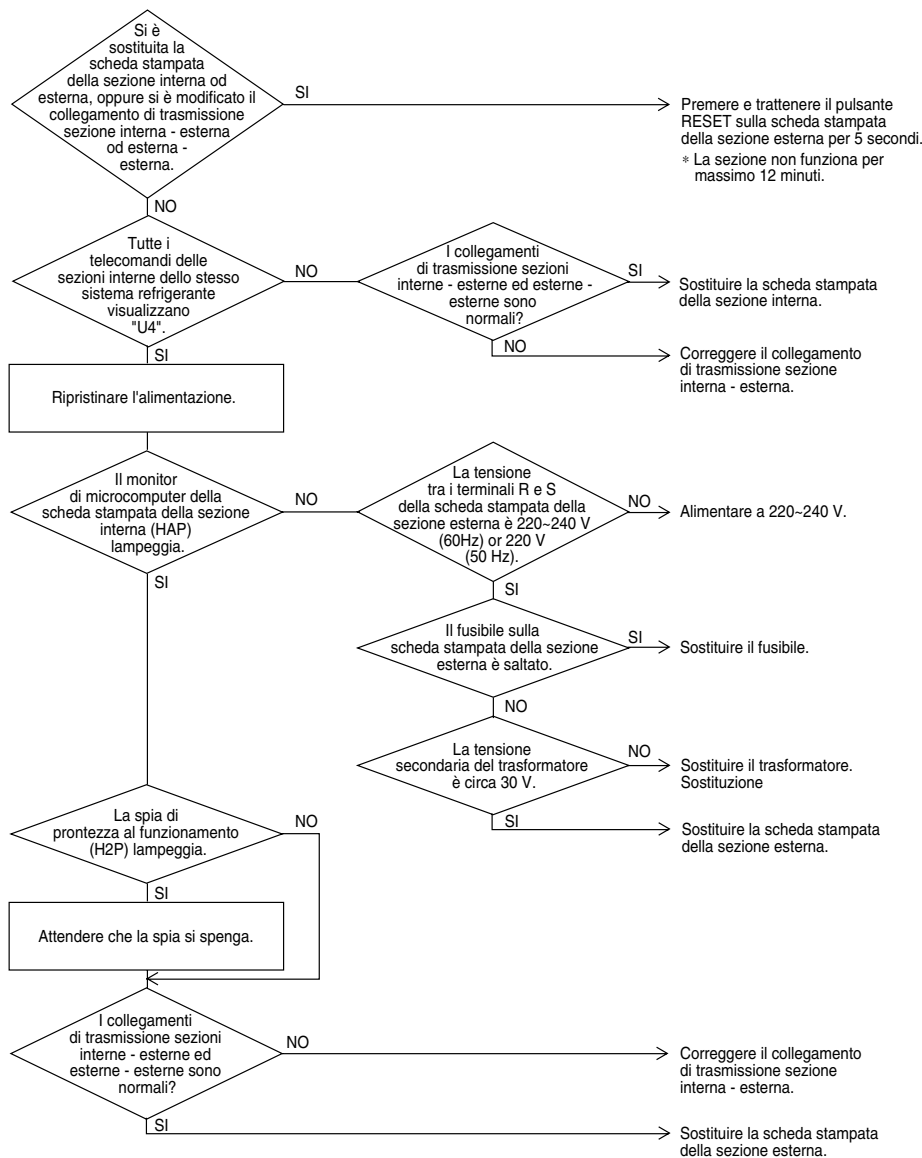 Si è
sostituita la
scheda stampata
della sezione interna od
esterna, oppure si è modificato il
collegamento di trasmissione
sezione interna - esterna
od esterna -
esterna.
SI
Premere e trattenere il pulsante
RESET sulla scheda stampata
della sezione esterna per 5 secondi.
* La sezione non funziona per
massimo 12 minuti.
NO
Tutte i
telecomandi delle
sezioni interne dello stesso
sistema refrigerante
visualizzano
"U4".
NO
I collegamenti
di trasmissione sezioni
interne - esterne ed esterne -
esterne sono
normali?
SI
Sostituire la scheda stampata
della sezione interna.
NO
Correggere il collegamento
di trasmissione sezione
interna - esterna.
SI
Ripristinare l'alimentazione.
Il monitor
di microcomputer della
scheda stampata della sezione
interna (HAP)
lampeggia.
NO
La tensione
tra i terminali R e S
della scheda stampata della
sezione esterna è 220~240 V
(60Hz) or 220 V
(50 Hz).
NO
Alimentare a 220~240 V.
SI
SI
Il fusibile sulla
scheda stampata della sezione
esterna è saltato.
SI
Sostituire il fusibile.
NO
La tensione
secondaria del trasformatore
è circa 30 V.
NO
Sostituire il trasformatore.
Sostituzione
SI
Sostituire la scheda stampata
della sezione esterna.
La spia di
prontezza al funzionamento
(H2P) lampeggia.
NO
SI
Attendere che la spia si spenga.
I collegamenti
di trasmissione sezioni
interne - esterne ed
esterne - esterne sono
normali?
NO
Correggere il collegamento
di trasmissione sezione
interna - esterna.
SI
Sostituire la scheda stampata
della sezione esterna.